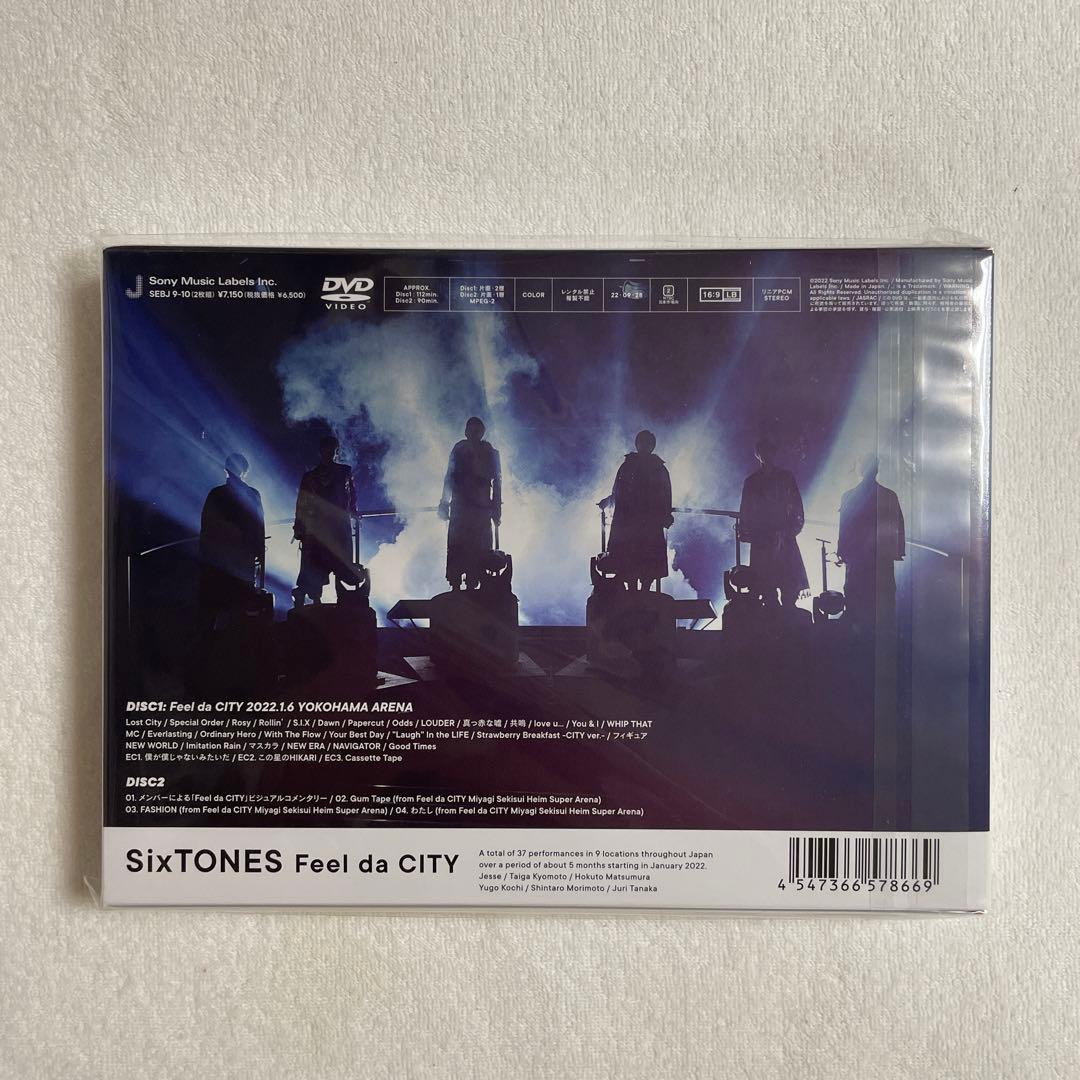 J Sony Music Labels Inc.
SEBJ 9-10(2枚組) ¥7,150(税抜価格 ¥6,500)
DVD
VIDEO
APPROX.
Disc1 : 112min.
Disc2 : 90min.
Disc1: 片面・2層
Disc2: 片面・1層
MPEG-2
COLOR
レンタル禁止
複製不能
22・09・28
2
NTSC
日本市場向
16:9 LB
リニアPCM
STEREO
©2022 Sony Music Labels Inc. / Manufactured by Sony Music
Labels Inc. / Made in Japan. / is a Trademark. / WARNING:
All Rights Reserved. Unauthorized duplication is a violation of
applicable laws. / JASRAC /
DISC1: Feel da CITY 2022.1.6 YOKOHAMA ARENA
Lost City / Special Order / Rosy / Rollin' / S.I.X / Dawn / Papercut / Odds / LOUDER / 真っ赤な嘘 / 共鳴 / love u... / You & I / WHIP THAT
MC / Everlasting / Ordinary Hero / With The Flow / Your Best Day / "Laugh" In the LIFE / Strawberry Breakfast -CITY ver.- / フィギュア
NEW WORLD / Imitation Rain / マスカラ / NEW ERA / NAVIGATOR / Good Times
EC1. 僕が僕じゃないみたいだ / EC2. この星のHIKARI / EC3. Cassette Tape
DISC2
01. メンバーによる「Feel da CITY」ビジュアルコメンタリー / 02. Gum Tape (from Feel da CITY Miyagi Sekisui Heim Super Arena)
03. FASHION (from Feel da CITY Miyagi Sekisui Heim Super Arena) / 04. わたし (from Feel da CITY Miyagi Sekisui Heim Super Arena)
SixTONES Feel da CITY
A total of 37 performances in 9 locations throughout Japan
over a period of about 5 months starting in January 2022.
Jesse / Taiga Kyomoto / Hokuto Matsumura
Yugo Kochi / Shintaro Morimoto / Juri Tanaka
4 547366 578669